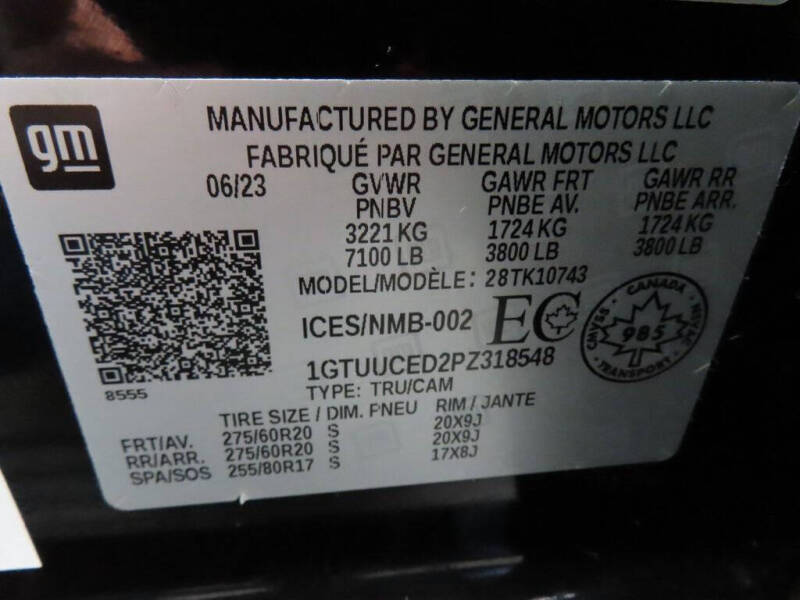 gm
MANUFACTURED BY GENERAL MOTORS LLC
FABRIQUÉ PAR GENERAL MOTORS LLC
06/23 GVWR GAWR FRT GAWR RR
PNBV PNBE AV. PNBE ARR.
3221 KG 1724 KG 1724 KG
7100 LB 3800 LB 3800 LB
MODEL/MODÈLE: 28TK10743
ICES/NMB-002 EC
CANADA
985
TRANSPORT
1GTUUCED2PZ318548
8555
TYPE: TRU/CAM
TIRE SIZE / DIM. PNEU RIM / JANTE
FRT/AV. 275/60R20 S 20X9J
RR/ARR. 275/60R20 S 20X9J
SPA/SOS 255/80R17 S 17X8J